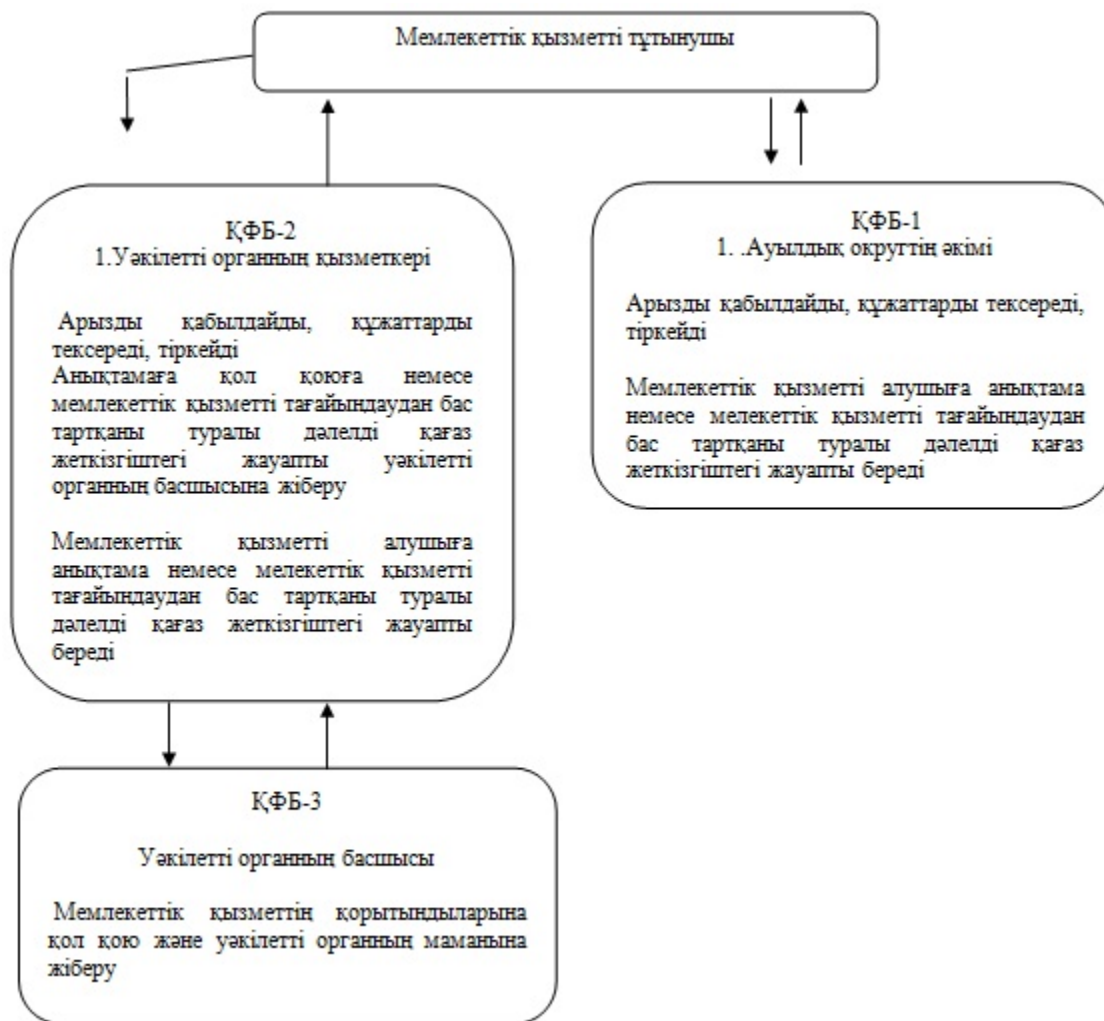 Мемлекеттік қызметті тұтынушы
ҚФБ-2
1.Уәкілетті органның қызметкері
Арызды қабылдайды, құжаттарды
тексереді, тіркейді
Анықтамаға қол қоюға немесе
мемлекеттік қызметті тағайындаудан бас
тартқаны туралы дәлелді қағаз
жеткізгіштегі жауапты уәкілетті
органның басшысына жіберу
Мемлекеттік қызметті алушыға
анықтама немесе мелекеттік қызметті
тағайындаудан бас тартқаны туралы
дәлелді қағаз жеткізгіштегі жауапты
береді
ҚФБ-1
1. .Ауылдық округтің әкімі
Арызды қабылдайды, құжаттарды тексереді,
тіркейді
Мемлекеттік қызметті алушыға анықтама
немесе мелекеттік қызметті тағайындаудан
бас тартқаны туралы дәлелді қағаз
жеткізгіштегі жауапты береді
ҚФБ-3
Уәкілетті органның басшысы
Мемлекеттік қызметтің қорытындыларына
қол қою және уәкілетті органның маманына
жіберу